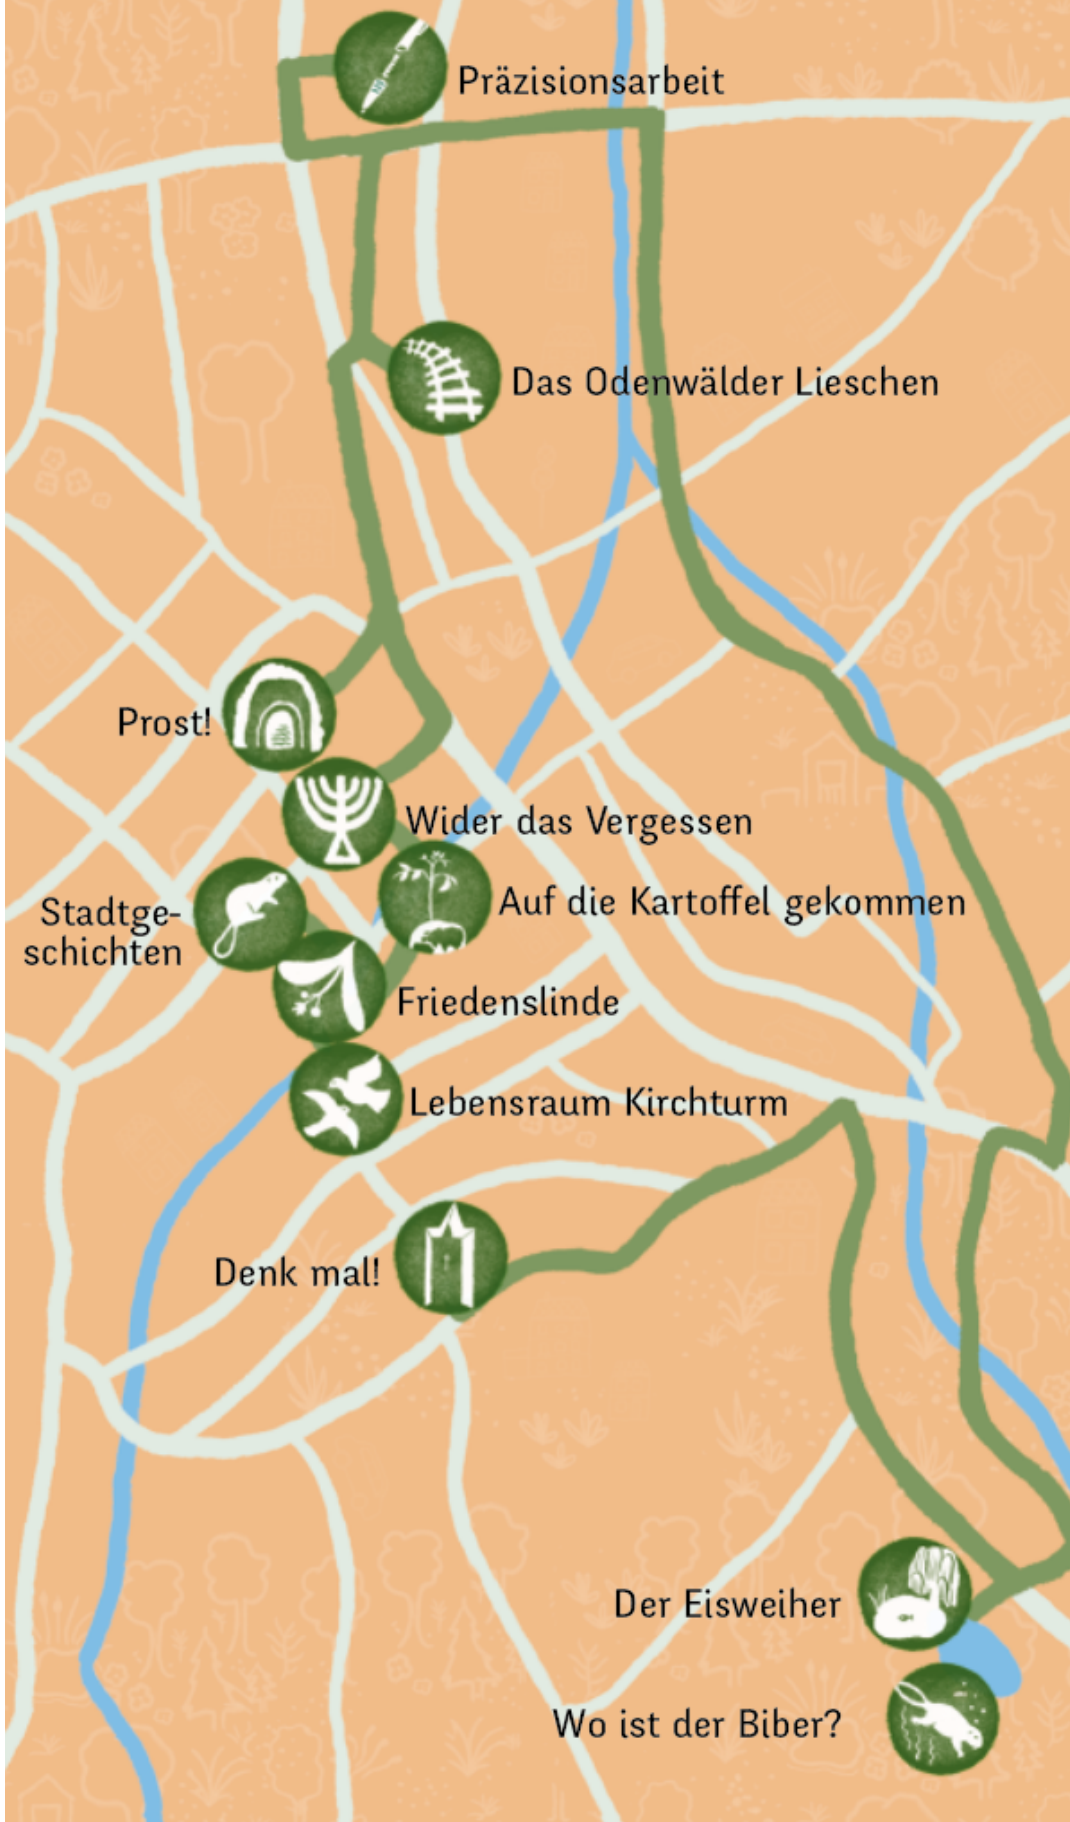 Präzisionsarbeit
Das Odenwälder Lieschen
Prost!
Wider das Vergessen
Auf die Kartoffel gekommen
Stadtge-
schichten
Friedenslinde
Lebensraum Kirchturm
Denk mal!
Der Eisweiher
Wo ist der Biber?